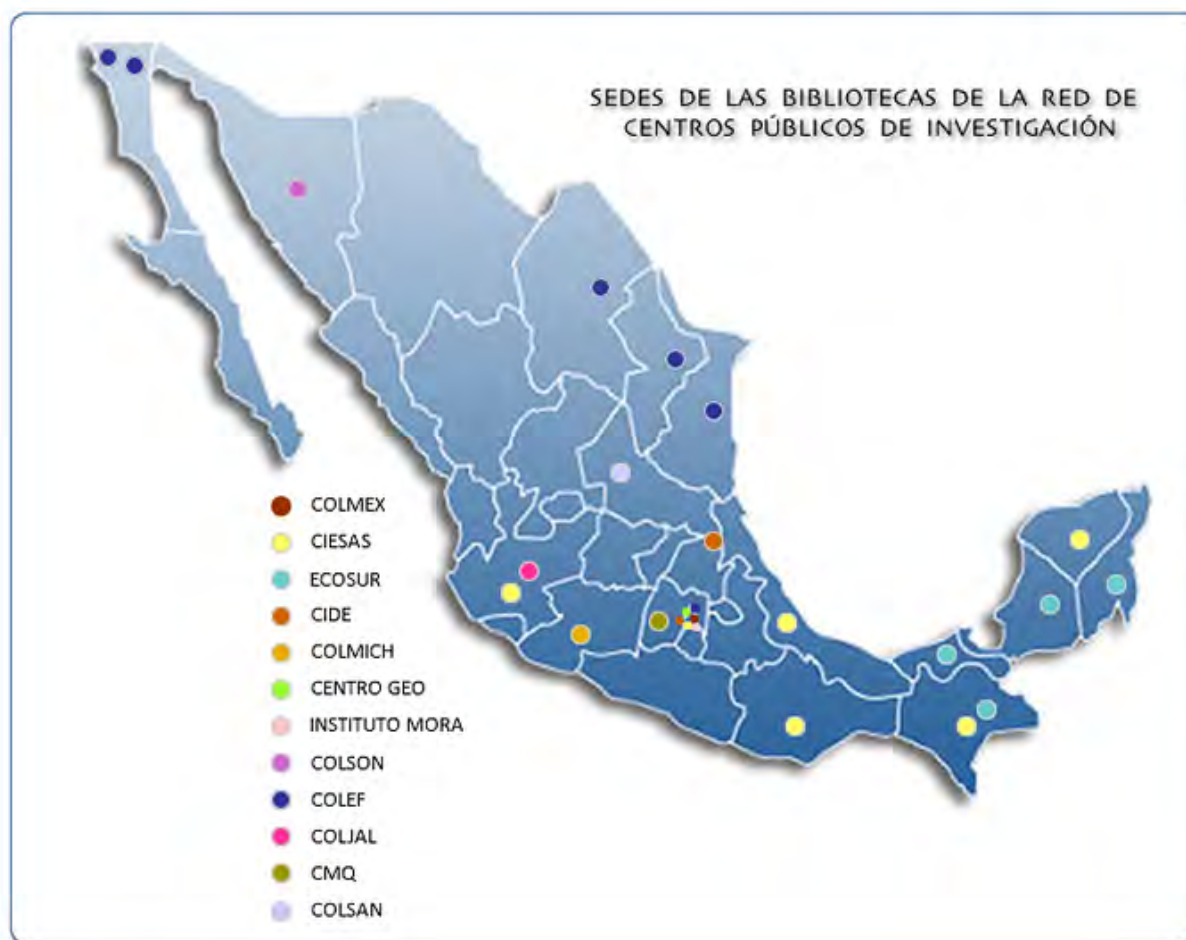 SEDES DE LAS BIBLIOTECAS DE LA RED DE
CENTROS PÚBLICOS DE INVESTIGACIÓN
COLMEX
CIESAS
ECOSUR
CIDE
COLMICH
CENTRO GEO
INSTITUTO MORA
COLSON
COLEF
COLJAL
CMQ
COLSAN